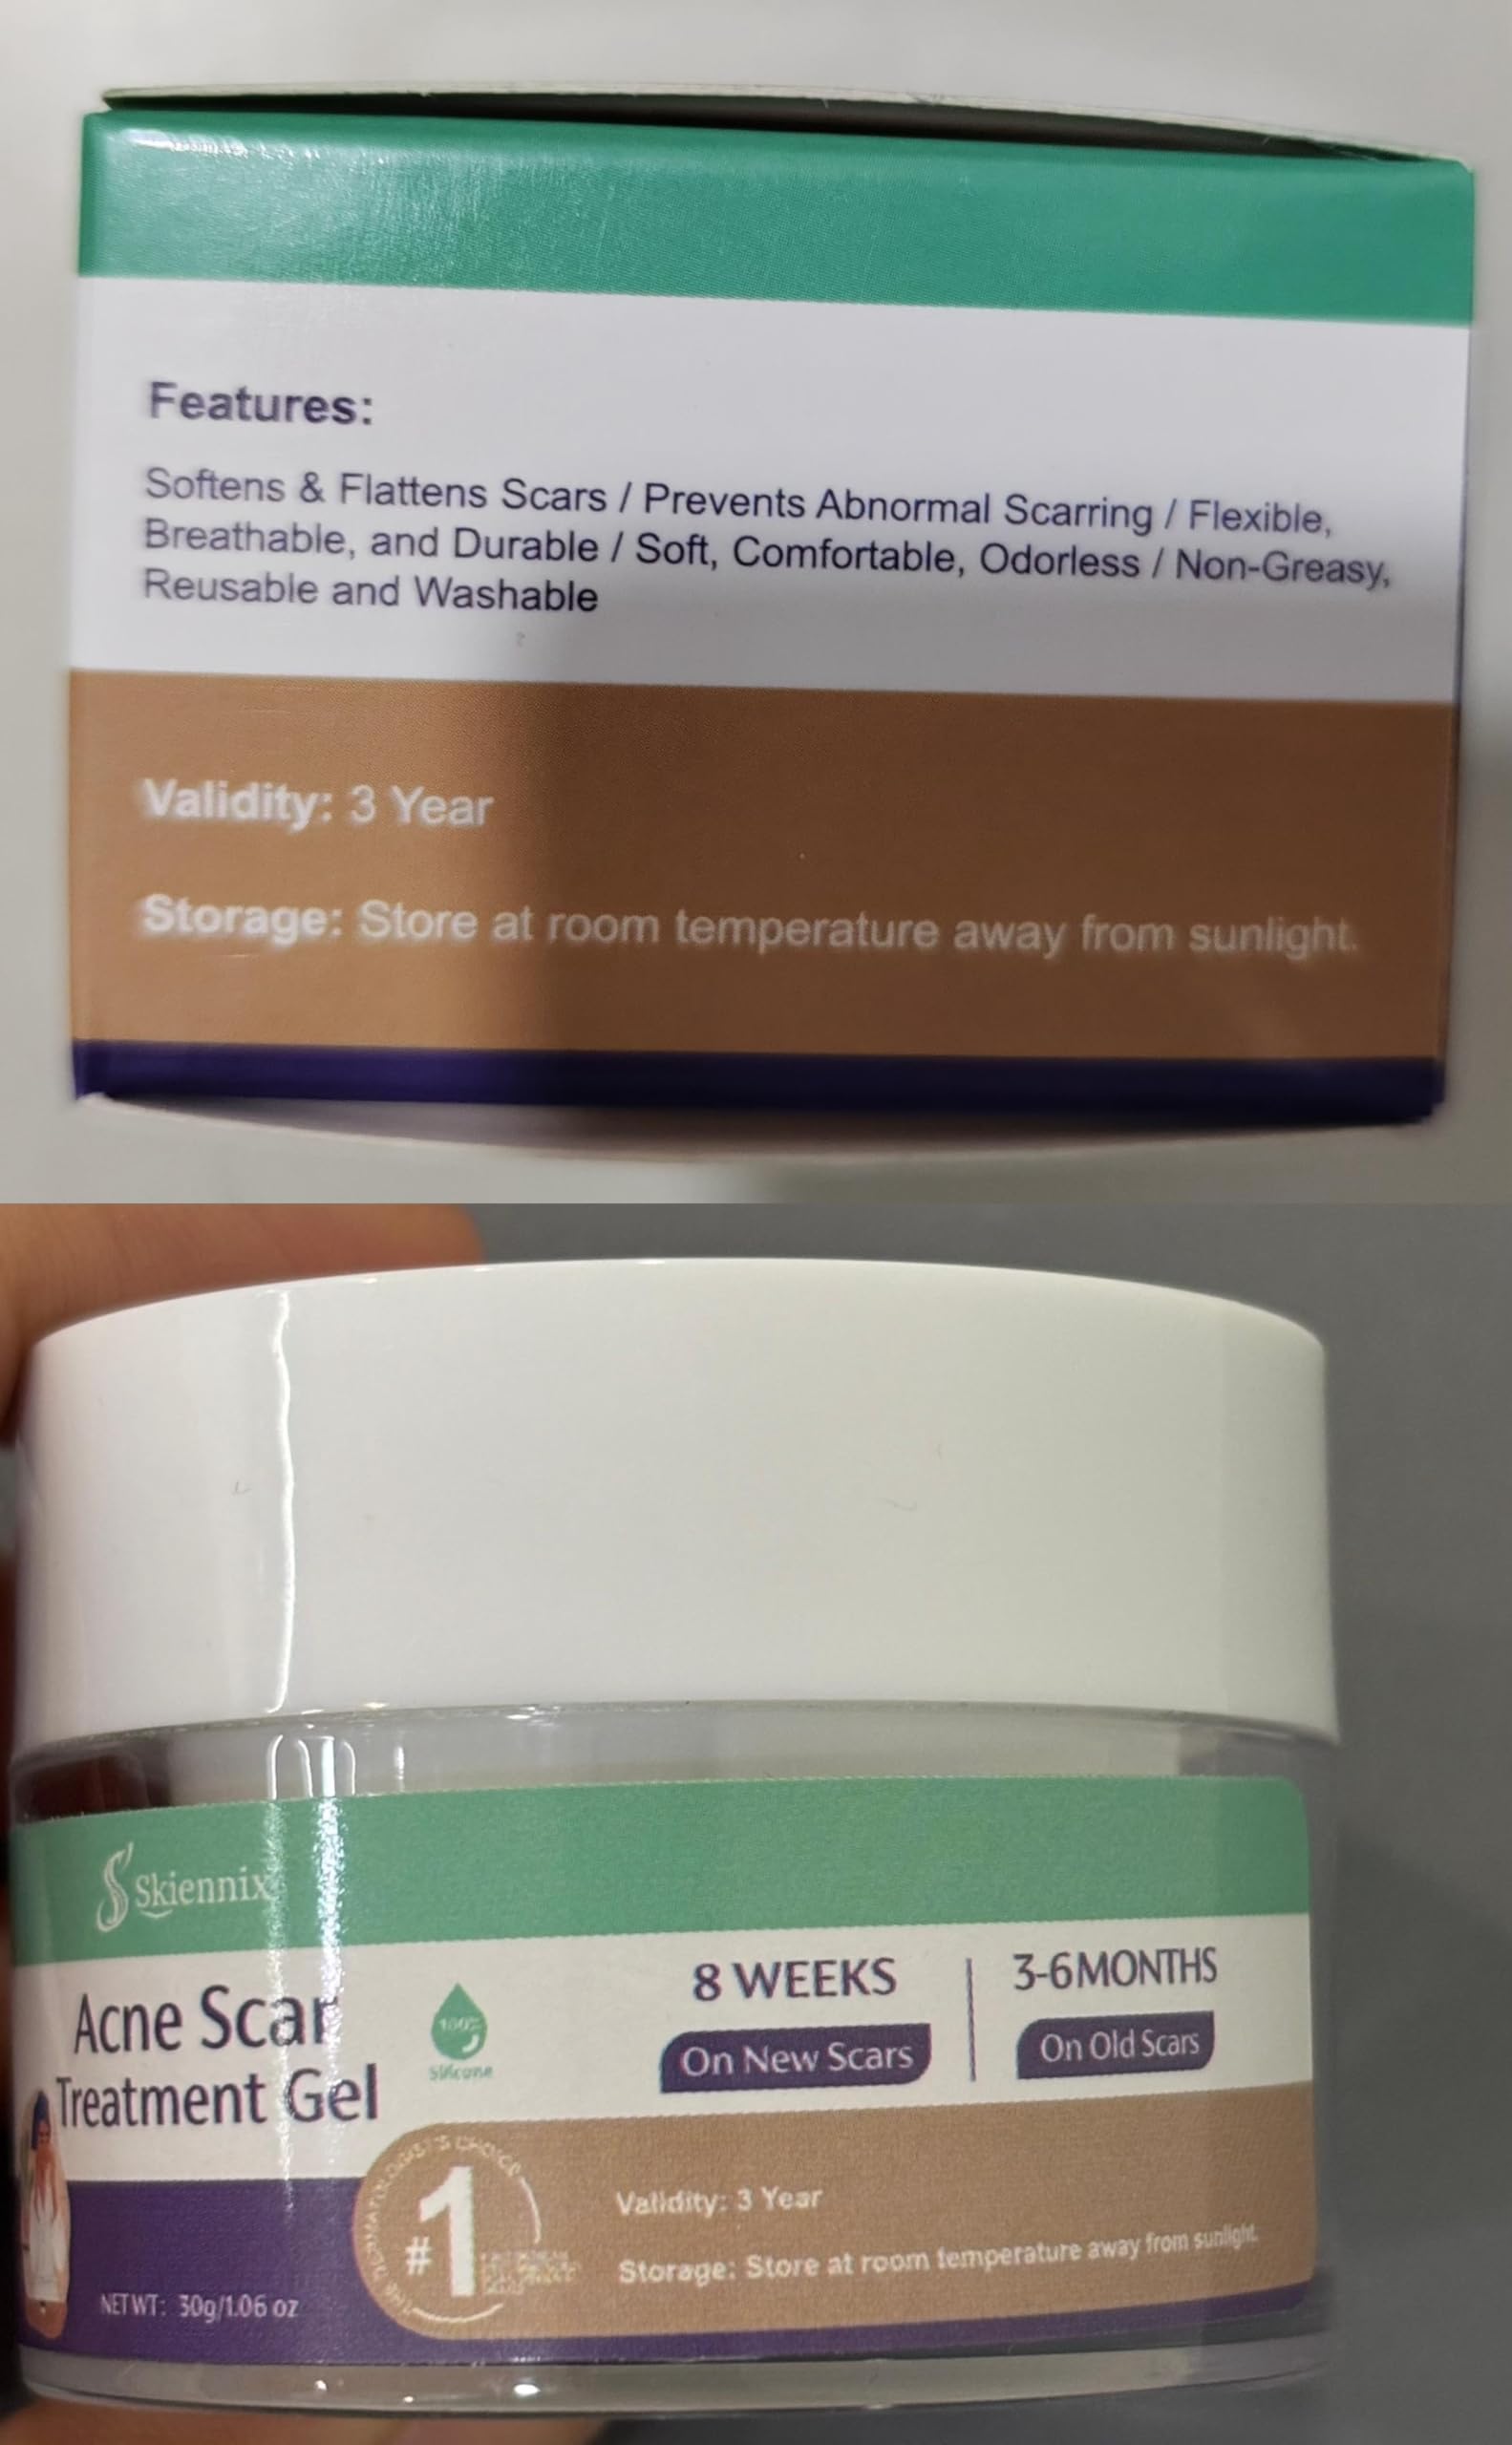 Features:
Softens & Flattens Scars / Prevents Abnormal Scarring / Flexible,
Breathable, and Durable / Soft, Comfortable, Odorless / Non-Greasy,
Reusable and Washable
Validity: 3 Year
Storage: Store at room temperature away from sunlight.
Skiennix
Acne Scar
Treatment Gel
100%
Silicone
8 WEEKS
On New Scars
3-6MONTHS
On Old Scars
THE DERMATOLOGIST'S CHOICE
#1
Validity: 3 Year
Storage: Store at room temperature away from sunlight.
NET WT: 30g/1.06 oz